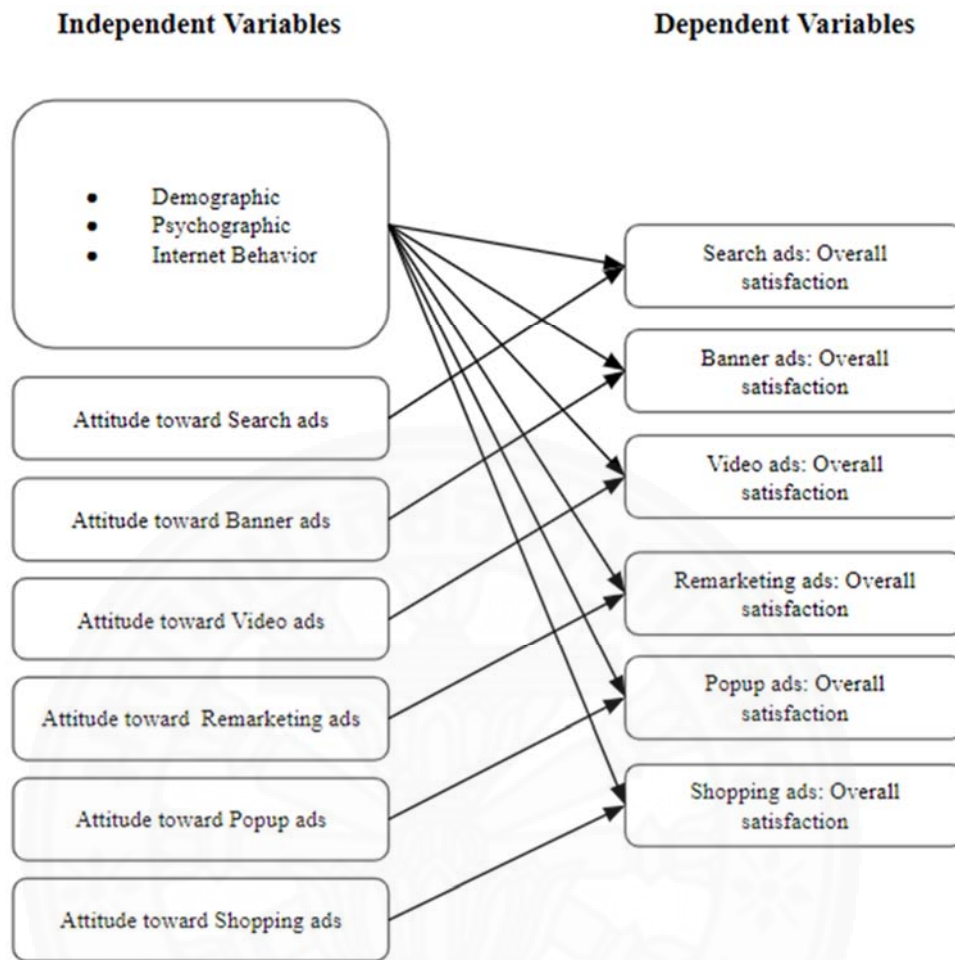 Independent Variables
Dependent Variables
● Demographic
● Psychographic
● Internet Behavior
Attitude toward Search ads
Attitude toward Banner ads
Attitude toward Video ads
Attitude toward Remarketing ads
Attitude toward Popup ads
Attitude toward Shopping ads
Search ads: Overall
satisfaction
Banner ads: Overall
satisfaction
Video ads: Overall
satisfaction
Remarketing ads: Overall
satisfaction
Popup ads: Overall
satisfaction
Shopping ads: Overall
satisfaction